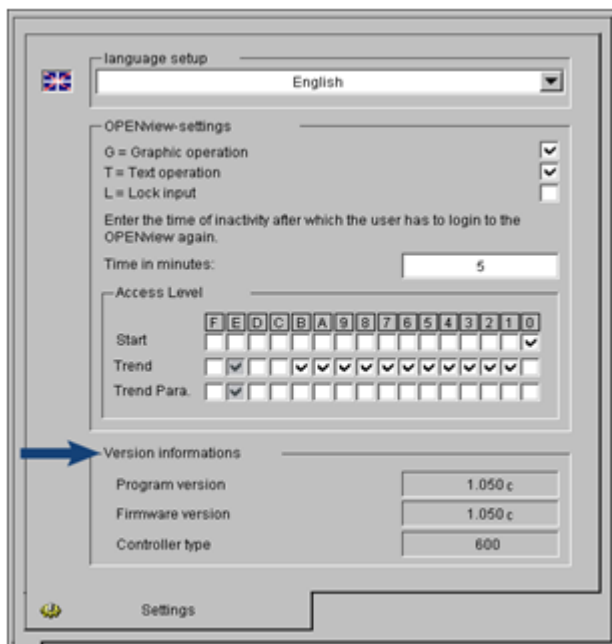 language setup
English
OPENview-settings
G = Graphic operation
T = Text operation
L = Lock input
Enter the time of inactivity after which the user has to login to the
OPENview again.
Time in minutes: 5
Access Level
F E D C B A 9 8 7 6 5 4 3 2 1 0
Start
Trend
Trend Para.
Version informations
Program version 1.050 c
Firmware version 1.050 c
Controller type 600
Settings